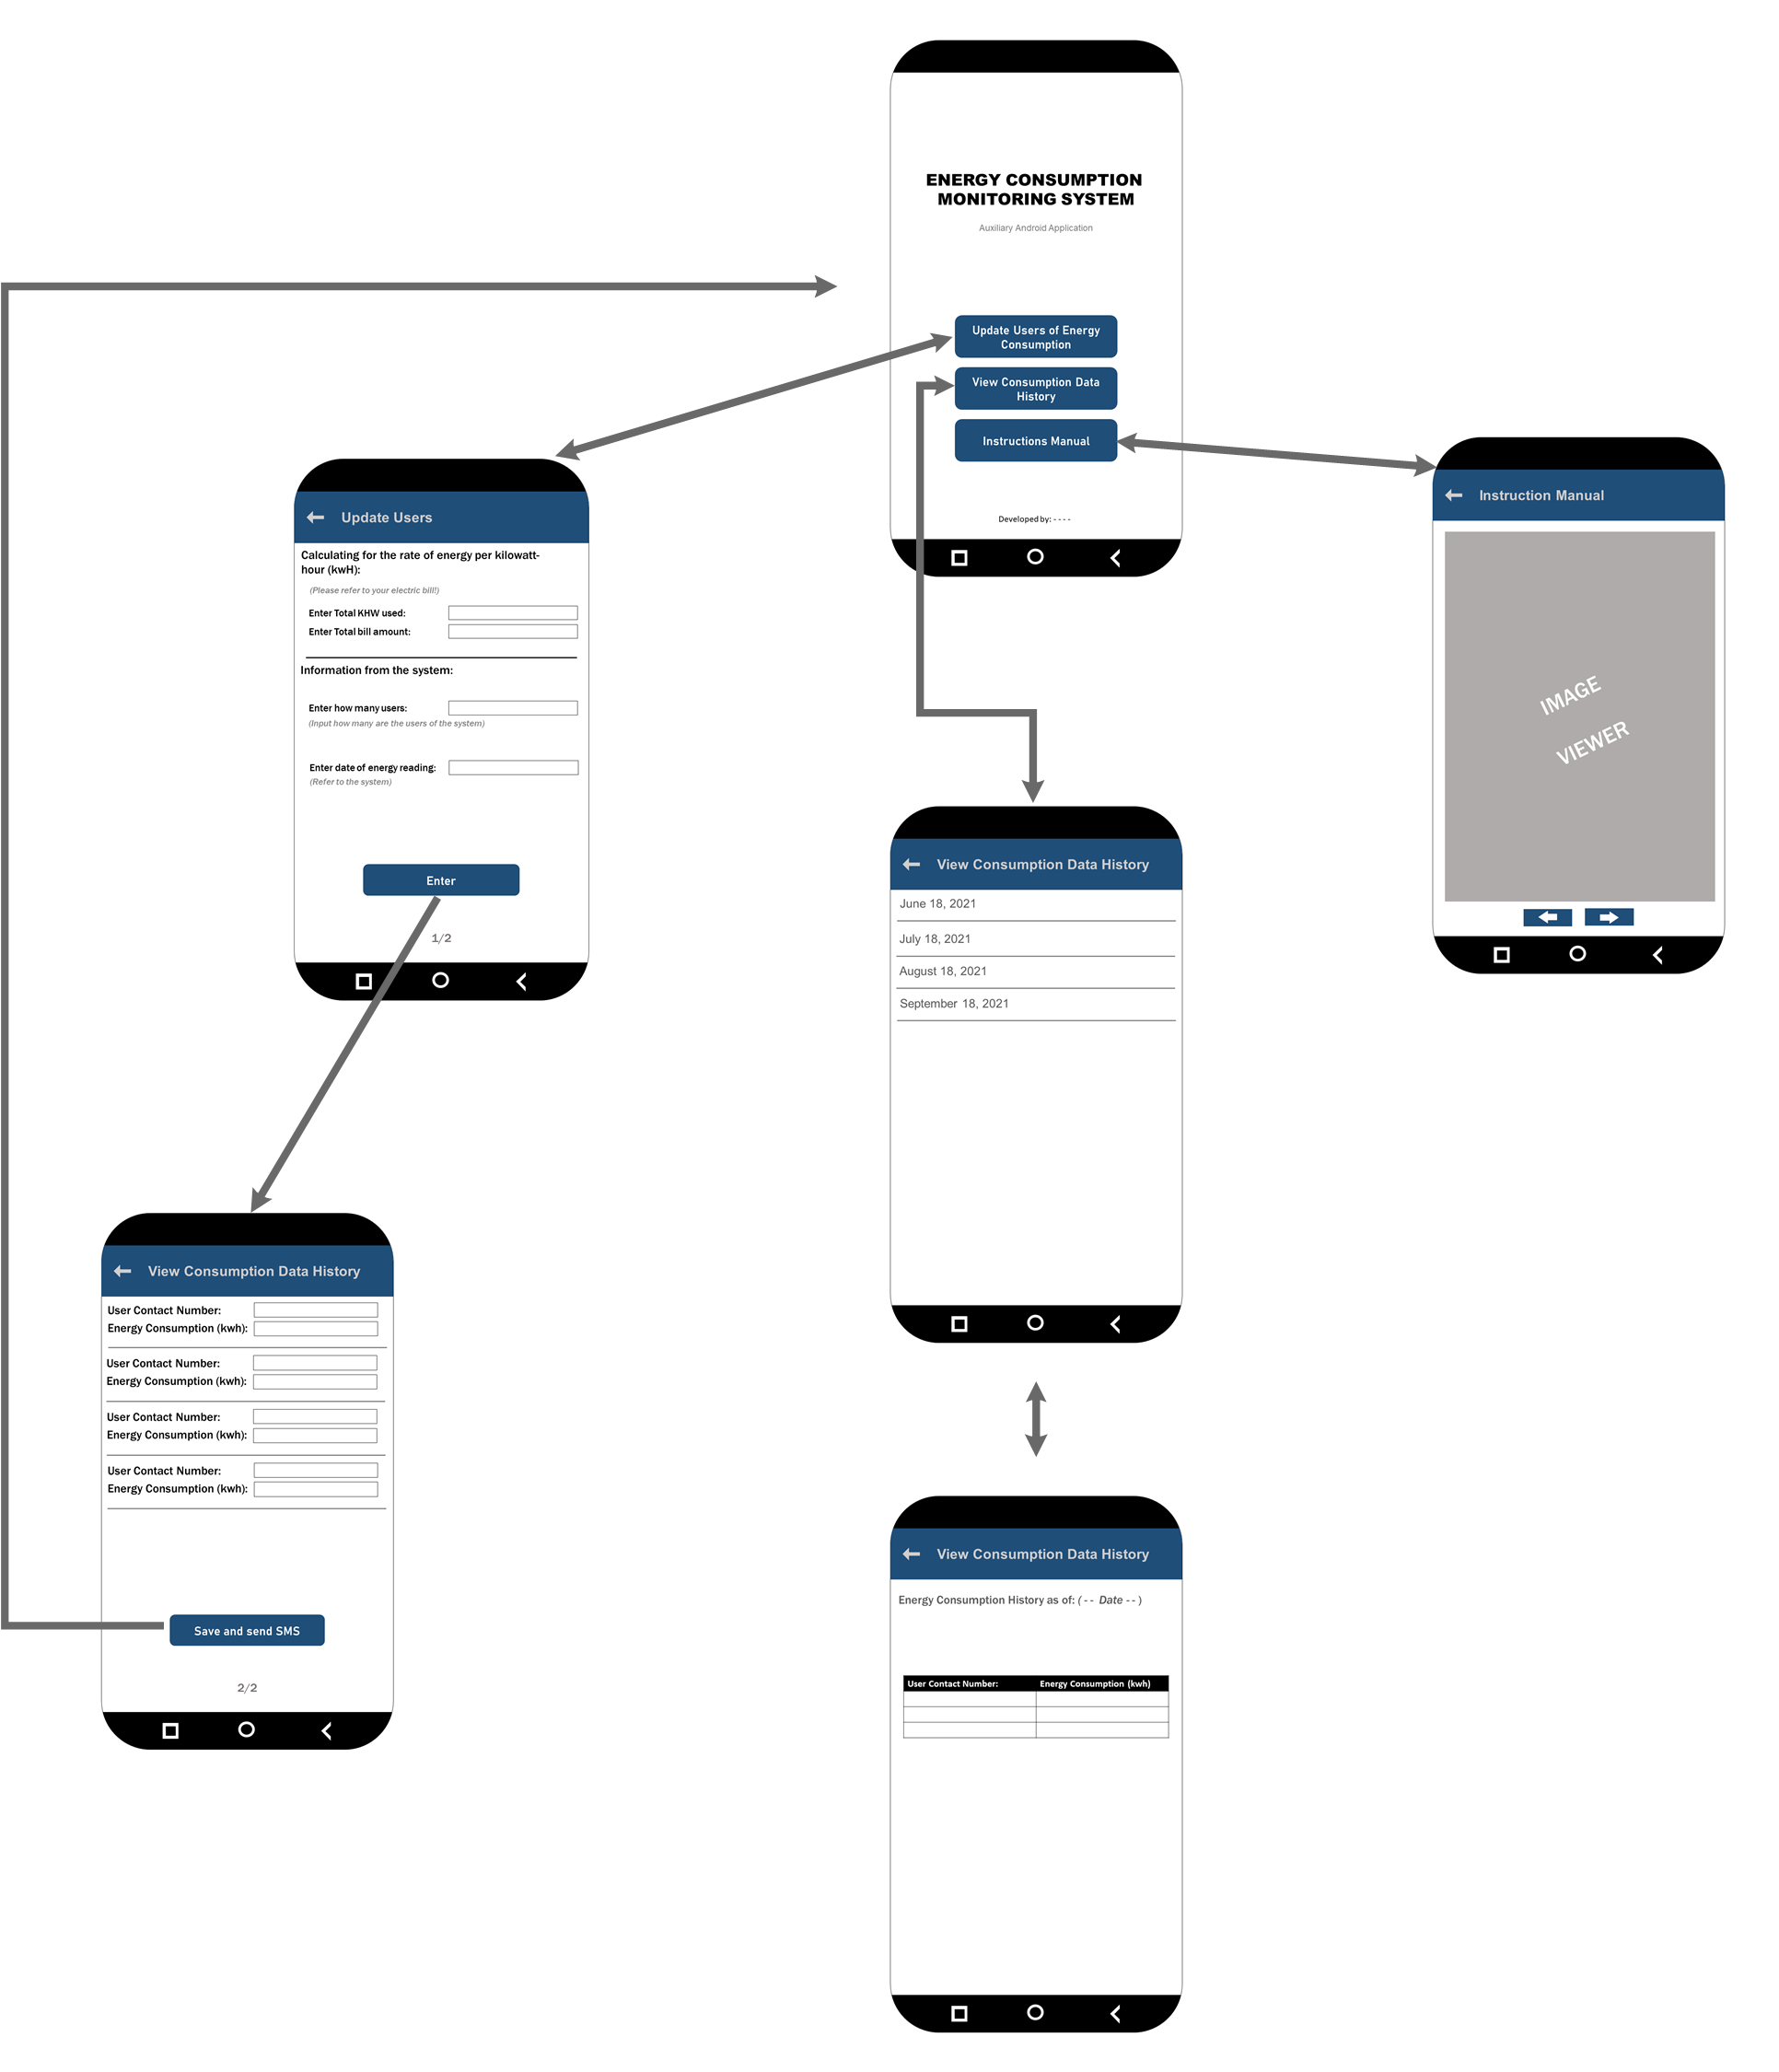 ENERGY CONSUMPTION
MONITORING SYSTEM
Auxiliary Android Application
Update Users of Energy
Consumption
View Consumption Data
History
Instructions Manual
Developed by: - - - -
Update Users
Calculating for the rate of energy per kilowatt-
hour (kwH):
(Please refer to your electric bill!)
Enter Total KHW used:
Enter Total bill amount:
Information from the system:
Enter how many users:
(Input how many are the users of the system)
Enter date of energy reading:
(Refer to the system)
Enter
1/2
Instruction Manual
IMAGE
VIEWER
View Consumption Data History
June 18, 2021
July 18, 2021
August 18, 2021
September 18, 2021
View Consumption Data History
User Contact Number:
Energy Consumption (kwh):
User Contact Number:
Energy Consumption (kwh):
User Contact Number:
Energy Consumption (kwh):
User Contact Number:
Energy Consumption (kwh):
Save and send SMS
2/2
View Consumption Data History
Energy Consumption History as of: ( - -  Date - - )
User Contact Number: Energy Consumption (kwh)